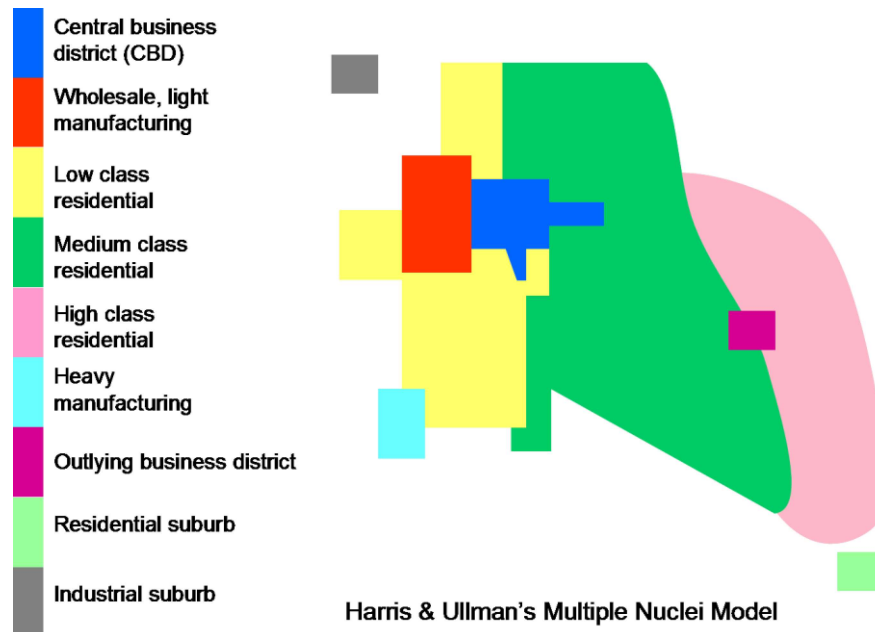 Central business
district (CBD)
Wholesale, light
manufacturing
Low class
residential
Medium class
residential
High class
residential
Heavy
manufacturing
Outlying business district
Residential suburb
Industrial suburb
Harris & Ullman's Multiple Nuclei Model